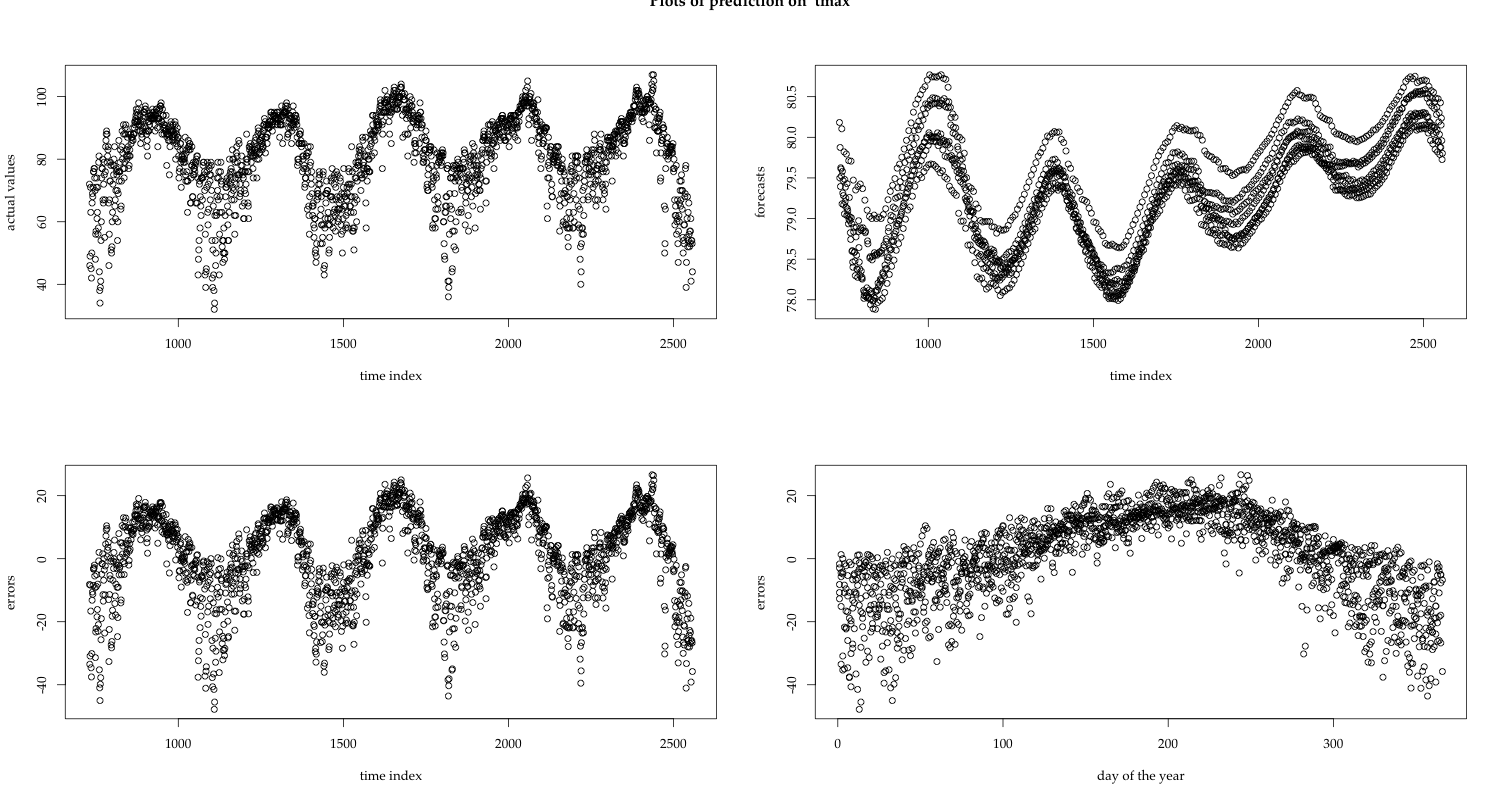 Plots of prediction on tmax
actual values
40 60 80 100
1000 1500 2000 2500
time index
forecasts
78.0 78.5 79.0 79.5 80.0 80.5
1000 1500 2000 2500
time index
errors
-40 -20 0 20
1000 1500 2000 2500
time index
errors
-40 -20 0 20
0 100 200 300
day of the year